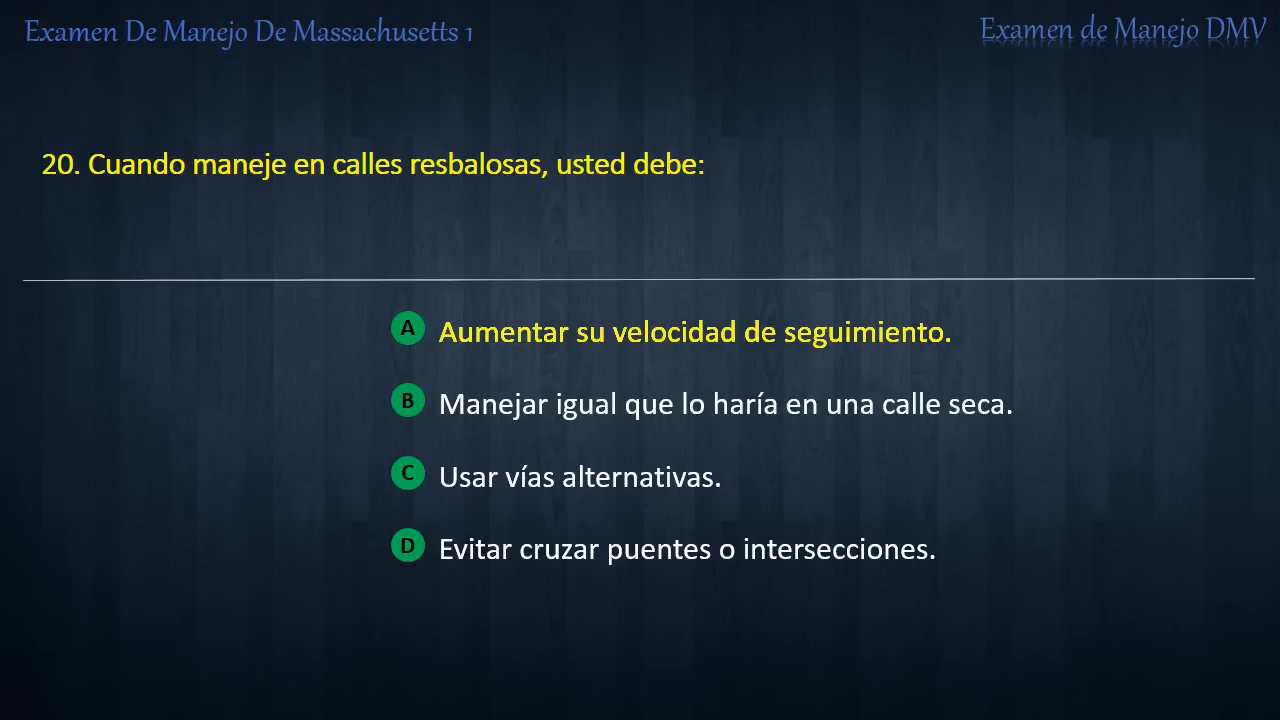 Examen De Manejo De Massachusetts 1
Examen de Manejo DMV
20. Cuando maneje en calles resbalosas, usted debe:
A Aumentar su velocidad de seguimiento.
B Manejar igual que lo haría en una calle seca.
C Usar vías alternativas.
D Evitar cruzar puentes o intersecciones.